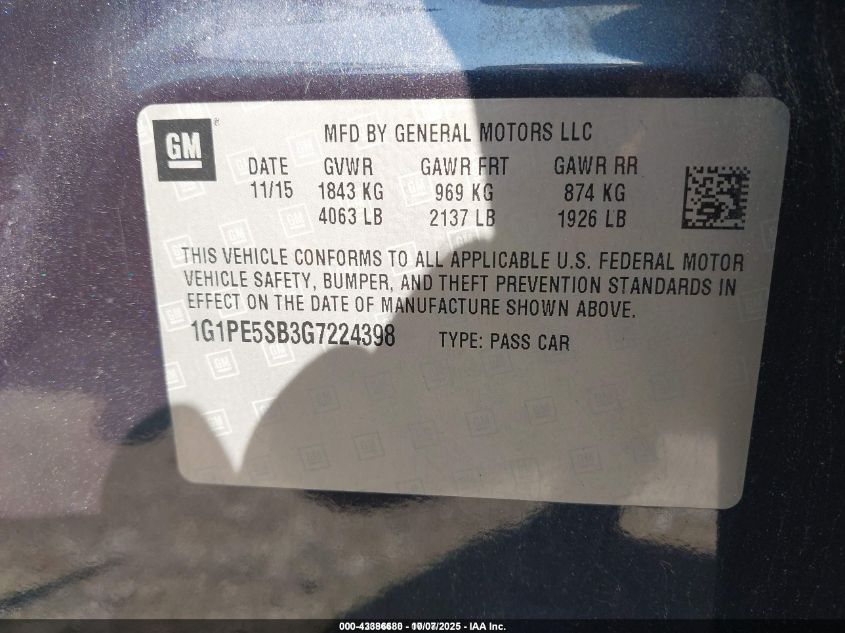 GM ®
MFD BY GENERAL MOTORS LLC
DATE GVWR GAWR FRT GAWR RR
11/15 1843 KG 969 KG 874 KG
4063 LB 2137 LB 1926 LB
THIS VEHICLE CONFORMS TO ALL APPLICABLE U.S. FEDERAL MOTOR
VEHICLE SAFETY, BUMPER, AND THEFT PREVENTION STANDARDS IN
EFFECT ON THE DATE OF MANUFACTURE SHOWN ABOVE.
1G1PE5SB3G7224398 TYPE: PASS CAR
- IAA Inc.